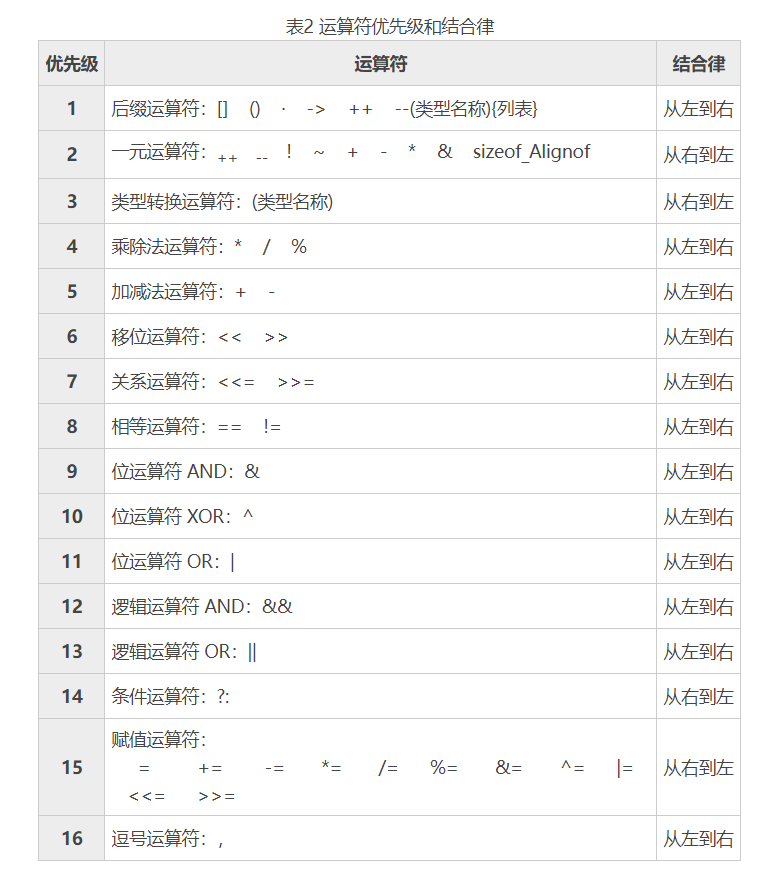 表2 运算符优先级和结合律
优先级 运算符 结合律
1 后缀运算符：[] () · -> ++ --(类型名称){列表} 从左到右
2 一元运算符：++ -- ! ~ + - * & sizeof_Alignof 从右到左
3 类型转换运算符：(类型名称) 从右到左
4 乘除法运算符：* / % 从左到右
5 加减法运算符：+ - 从左到右
6 移位运算符：<< >> 从左到右
7 关系运算符：<<= >>= 从左到右
8 相等运算符：== != 从左到右
9 位运算符 AND：& 从左到右
10 位运算符 XOR：^ 从左到右
11 位运算符 OR：| 从左到右
12 逻辑运算符 AND：&& 从左到右
13 逻辑运算符 OR：|| 从左到右
14 条件运算符：?: 从右到左
赋值运算符：
15 = += -= *= /= %= &= ^= |= 从右到左
<<= >>=
16 逗号运算符：, 从左到右